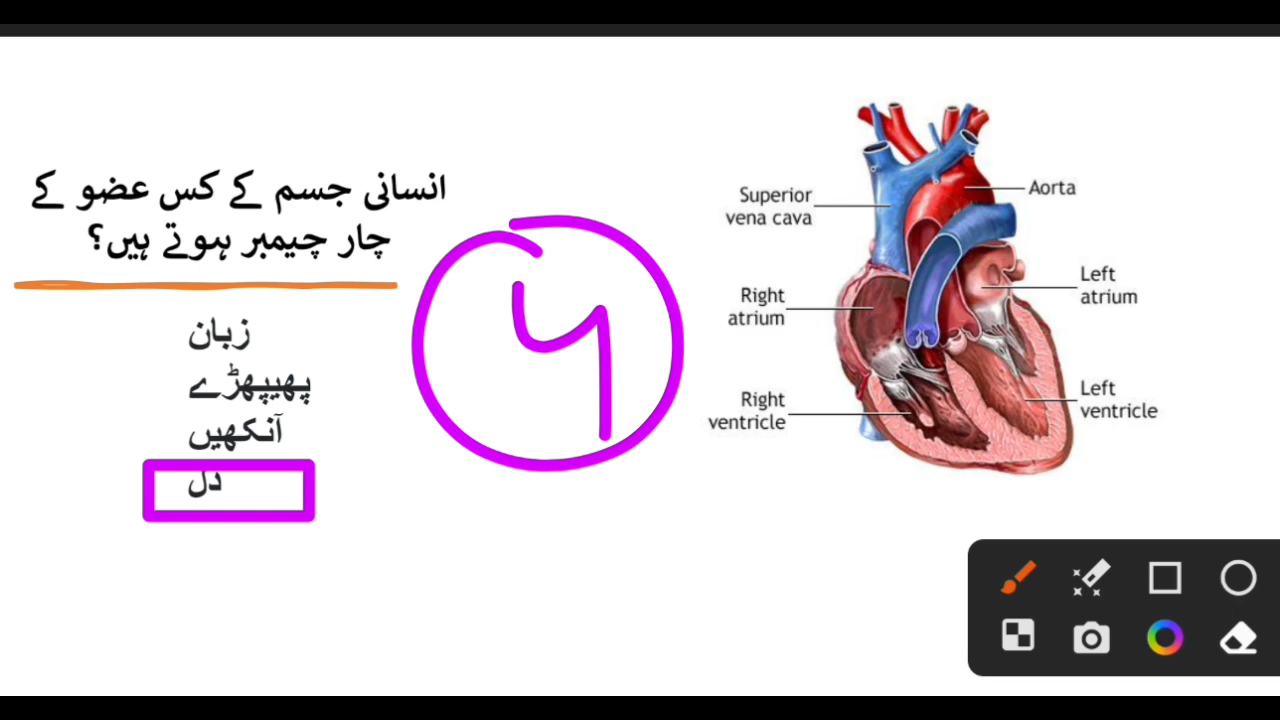 انسانی جسم کے کس عضو کے
چار چیمبر ہوتے ہیں؟
زبان
پھیپھڑے
آنکھیں
دل
4
Superior
vena cava
Aorta
Right
atrium
Left
atrium
Right
ventricle
Left
ventricle